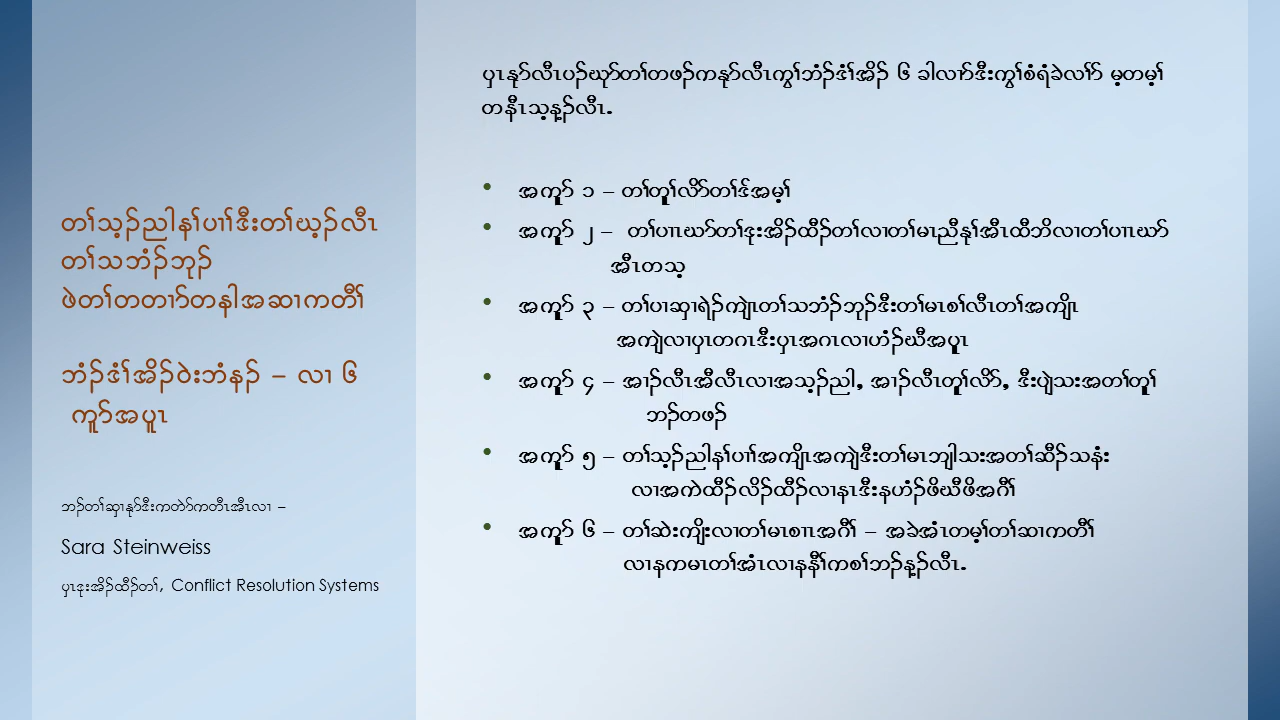 တၢ်သ့ၣ်ညါနၢ်ပၢၢ်ဒီးတၢ်ဃ့ၣ်လီၤ
တၢ်သဘံၣ်ဘုၣ်
ဖဲတၢ်တတၢာ်တနါအဆၢကတီၢ်
ဘံၣ်ဒံၢ်အိၣ်ဝဲးဘံနၣ် – လၢ ၆
ကူာ်အပူၤ
ဘၣ်တၢ်ဆှၢနုာ်ဒီးကတဲာ်ကတီၤအီၤလၢ –
Sara Steinweiss
ပှၤဒုးအိၣ်ထီၣ်တၢ်, Conflict Resolution Systems
ပှၤနုာ်လီၤပၣ်ဃုာ်တၢ်တဖၣ်ကနုာ်လီၤကွၢ်ဘံၣ်ဒံၢ်အိၣ် ၆ ခါလၢာ်ဒီးကွၢ်စံရံခဲလၢာ် မ့တမ့ၢ်
တနီၤသ့န့ၣ်လီၤ.
• အကူာ် ၁ – တၢ်တူၢ်လိာ်တၢ်ဒ်အမ့ၢ်
• အကူာ် ၂ – တၢ်ပၢၤဃာ်တၢ်ဒုးအိၣ်ထီၣ်တၢ်လၢတၢ်မၤညီနုၢ်အီၤထီဘိလၢတၢ်ပၢၤဃာ်
အီၤတသ့
• အကူာ် ၃ – တၢ်ပၢဆှၢရဲၣ်ကျဲၤတၢ်သဘံၣ်ဘုၣ်ဒီးတၢ်မၤစၢ်လီၤတၢ်အကျိၤ
အကျဲလၢပှၤတဂၤဒီးပှၤအဂၤလၢဟံၣ်ဃီအပူၤ
• အကူာ် ၄ – အၢၣ်လီၤအီလီၤလၢအသ့ၣ်ညါ, အၢၣ်လီၤတူၢ်လိာ်, ဒီးပျဲသးအတၢ်တူၢ်
ဘၣ်တဖၣ်
• အကူာ် ၅ – တၢ်သ့ၣ်ညါနၢ်ပၢၢ်အကျိၤအကျဲဒီးတၢ်မၤဘျါသးအတၢ်ဆီၣ်သနံး
လၢအကဲထီၣ်လိၣ်ထီၣ်လၢနၤဒီးနဟံၣ်ဖိဃီဖိအဂီၢ်
• အကူာ် ၆ – တၢ်ဆဲးကျိးလၢတၢ်မၤစၢၤအဂီၢ် – အခဲအံၤတမ့ၢ်တၢ်ဆၢကတီၢ်
လၢနကမၤတၢ်အံၤလၢနနီၢ်ကစၢ်ဘၣ်န့ၣ်လီၤ.